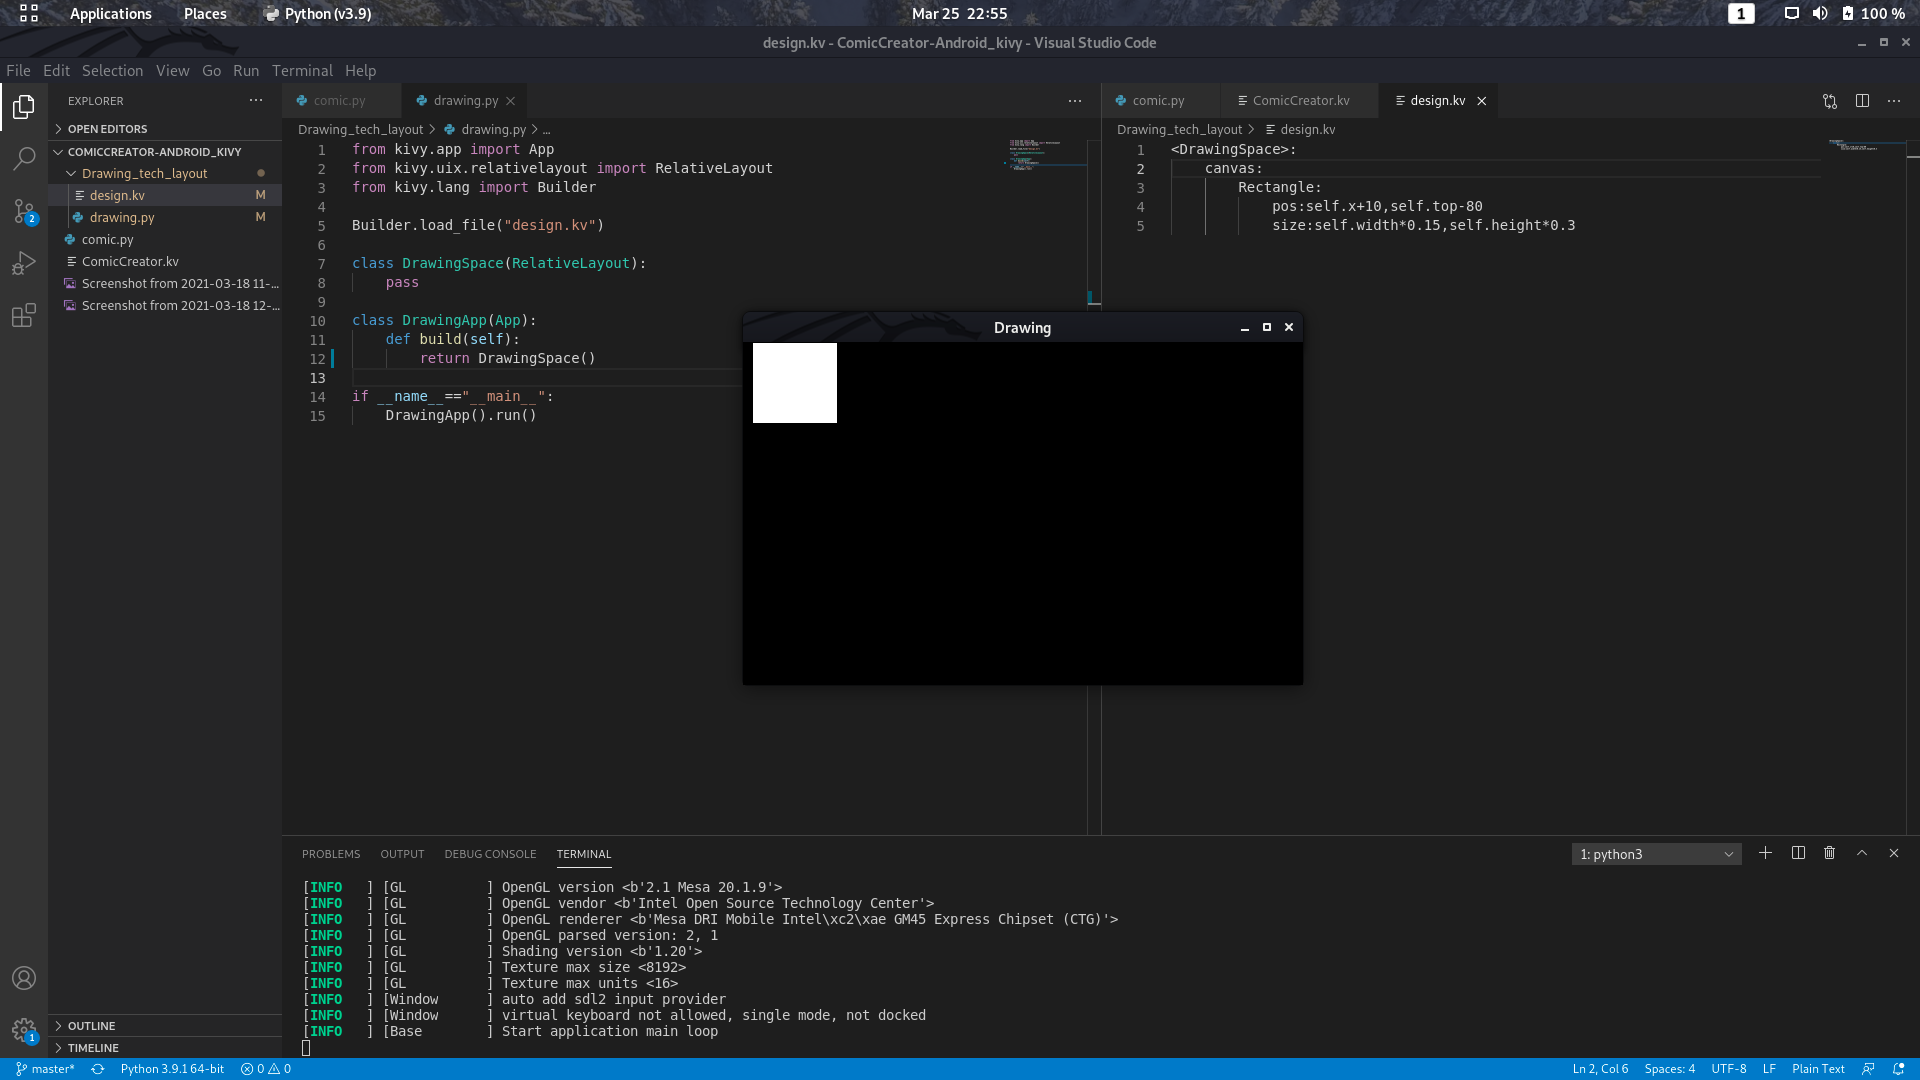 Applications Places Python (v3.9) Mar 25 22:55 1 100 %
design.kv - ComicCreator-Android_kivy - Visual Studio Code
File Edit Selection View Go Run Terminal Help
EXPLORER
OPEN EDITORS
COMICCREATOR-ANDROID_KIVY
Drawing_tech_layout
design.kv M
drawing.py M
comic.py
ComicCreator.kv
Screenshot from 2021-03-18 11-...
Screenshot from 2021-03-18 12-...
OUTLINE
TIMELINE
2
1
comic.py drawing.py
Drawing_tech_layout > drawing.py > ...
1 from kivy.app import App
2 from kivy.uix.relativelayout import RelativeLayout
3 from kivy.lang import Builder
4
5 Builder.load_file("design.kv")
6
7 class DrawingSpace(RelativeLayout):
8 pass
9
10 class DrawingApp(App):
11 def build(self):
12 return DrawingSpace()
13
14 if __name__=="__main__":
15 DrawingApp().run()
comic.py ComicCreator.kv design.kv
Drawing_tech_layout > design.kv
1 <DrawingSpace>:
2 canvas:
3 Rectangle:
4 pos:self.x+10,self.top-80
5 size:self.width*0.15,self.height*0.3
Drawing
PROBLEMS OUTPUT DEBUG CONSOLE TERMINAL 1: python3
[INFO ] [GL ] OpenGL version <b'2.1 Mesa 20.1.9'>
[INFO ] [GL ] OpenGL vendor <b'Intel Open Source Technology Center'>
[INFO ] [GL ] OpenGL renderer <b'Mesa DRI Mobile Intel\xc2\xae GM45 Express Chipset (CTG)'>
[INFO ] [GL ] OpenGL parsed version: 2, 1
[INFO ] [GL ] Shading version <b'1.20'>
[INFO ] [GL ] Texture max size <8192>
[INFO ] [GL ] Texture max units <16>
[INFO ] [Window ] auto add sdl2 input provider
[INFO ] [Window ] virtual keyboard not allowed, single mode, not docked
[INFO ] [Base ] Start application main loop
master* Python 3.9.1 64-bit 0 0 Ln 2, Col 6 Spaces: 4 UTF-8 LF Plain Text